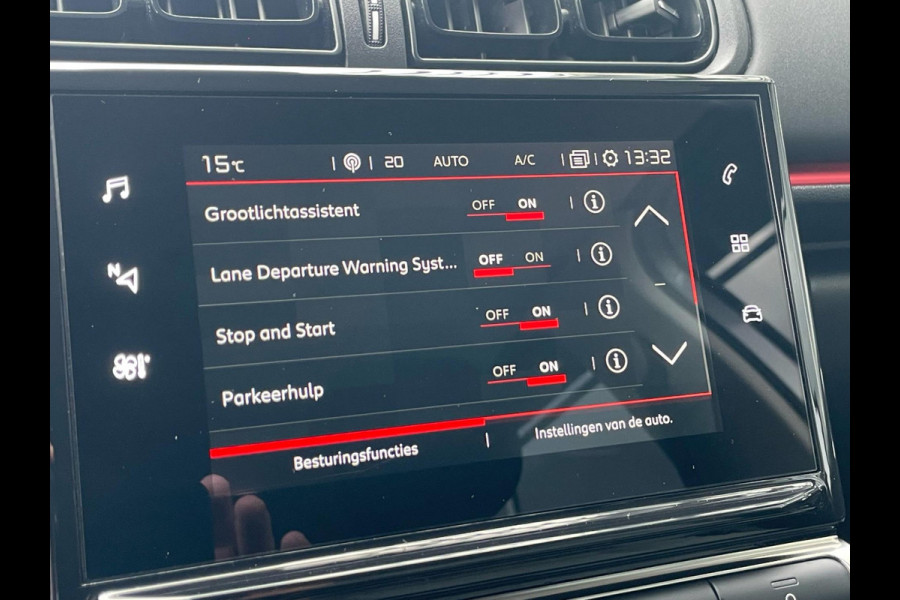 15°C 20 AUTO A/C 13:32
Grootlichtassistent OFF ON
Lane Departure Warning Syst... OFF ON
Stop and Start OFF ON
Parkeerhulp OFF ON
Besturingsfuncties Instellingen van de auto.
N